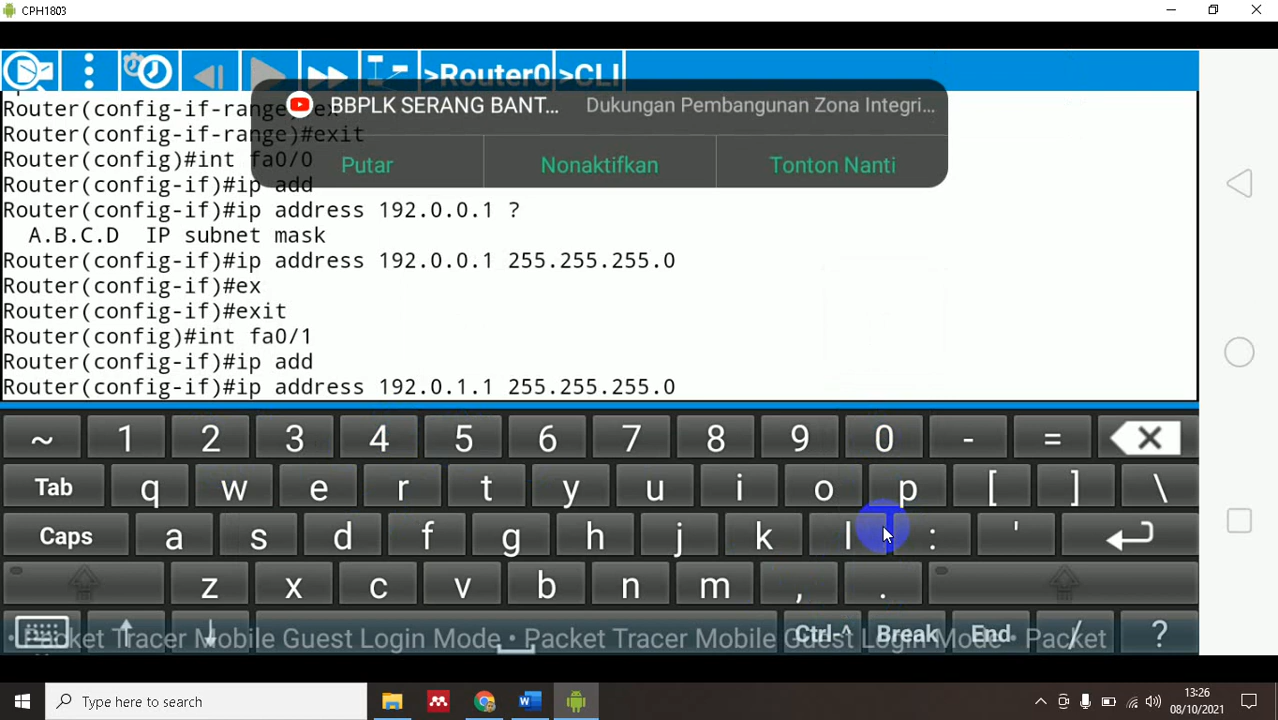 CPH1803
>Router0 >CLI
Router(config-if-range)
BBPLK SERANG BANT... Dukungan Pembangunan Zona Integri...
Router(config-if-range)#exit
Router(config)#int fa0/0
Putar Nonaktifkan Tonton Nanti
Router(config-if)#ip add
Router(config-if)#ip address 192.0.0.1 ?
A.B.C.D IP subnet mask
Router(config-if)#ip address 192.0.0.1 255.255.255.0
Router(config-if)#ex
Router(config-if)#exit
Router(config)#int fa0/1
Router(config-if)#ip add
Router(config-if)#ip address 192.0.1.1 255.255.255.0
~ 1 2 3 4 5 6 7 8 9 0 - =
Tab q w e r t y u i o p [ ] \
Caps a s d f g h j k l : '
z x c v b n m , .
Ctrl-^ Break End / ?
• Packet Tracer Mobile Guest Login Mode • Packet Tracer Mobile Guest Login Mode • Packet
Type here to search
13:26
08/10/2021